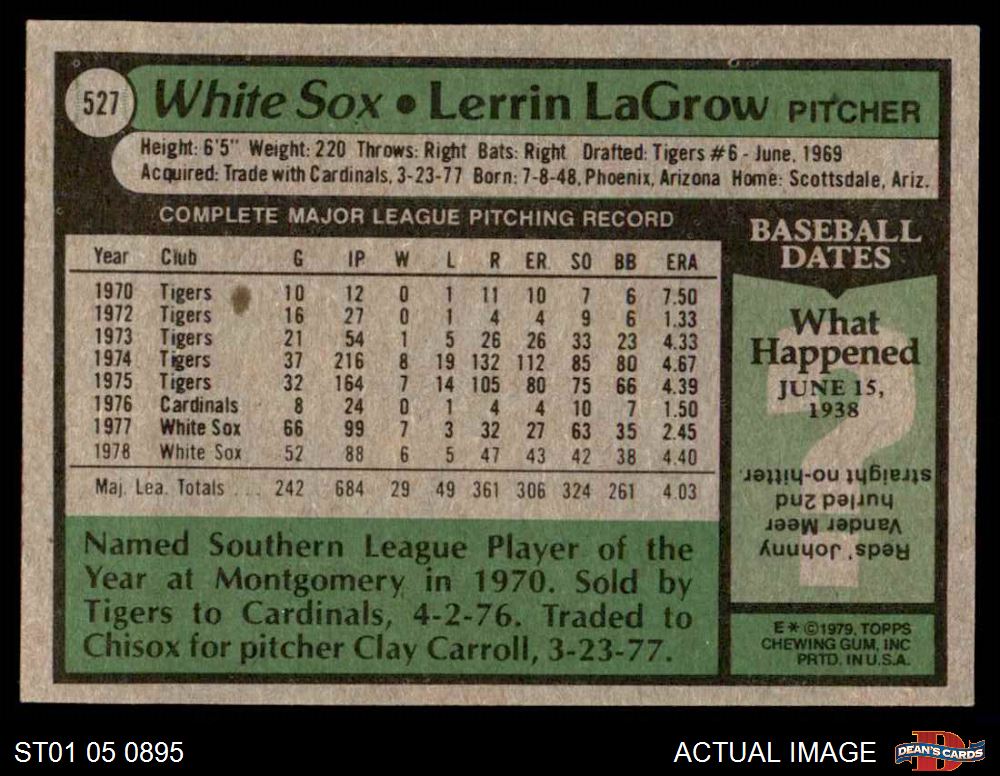 527 White Sox • Lerrin LaGrow PITCHER
Height: 6'5" Weight: 220 Throws: Right Bats: Right Drafted: Tigers #6 - June, 1969
Acquired: Trade with Cardinals, 3-23-77 Born: 7-8-48, Phoenix, Arizona Home: Scottsdale, Ariz.
COMPLETE MAJOR LEAGUE PITCHING RECORD
Year Club G IP W L R ER SO BB ERA
1970 Tigers 10 12 0 1 11 10 7 6 7.50
1972 Tigers 16 27 0 1 4 4 9 6 1.33
1973 Tigers 21 54 1 5 26 26 33 23 4.33
1974 Tigers 37 216 8 19 132 112 85 80 4.67
1975 Tigers 32 164 7 14 105 80 75 66 4.39
1976 Cardinals 8 24 0 1 4 4 10 7 1.50
1977 White Sox 66 99 7 3 32 27 63 35 2.45
1978 White Sox 52 88 6 5 47 43 42 38 4.40
Maj. Lea. Totals ... 242 684 29 49 361 306 324 261 4.03
Named Southern League Player of the
Year at Montgomery in 1970. Sold by
Tigers to Cardinals, 4-2-76. Traded to
Chisox for pitcher Clay Carroll, 3-23-77.
BASEBALL
DATES
?
What
Happened
JUNE 15,
1938
Reds' Johnny
Vander Meer
hurled 2nd
straight no-hitter.
E * ©1979, TOPPS
CHEWING GUM, INC
PRTD. IN U.S.A.
ST01 05 0895
ACTUAL IMAGE
D
DEAN'S CARDS